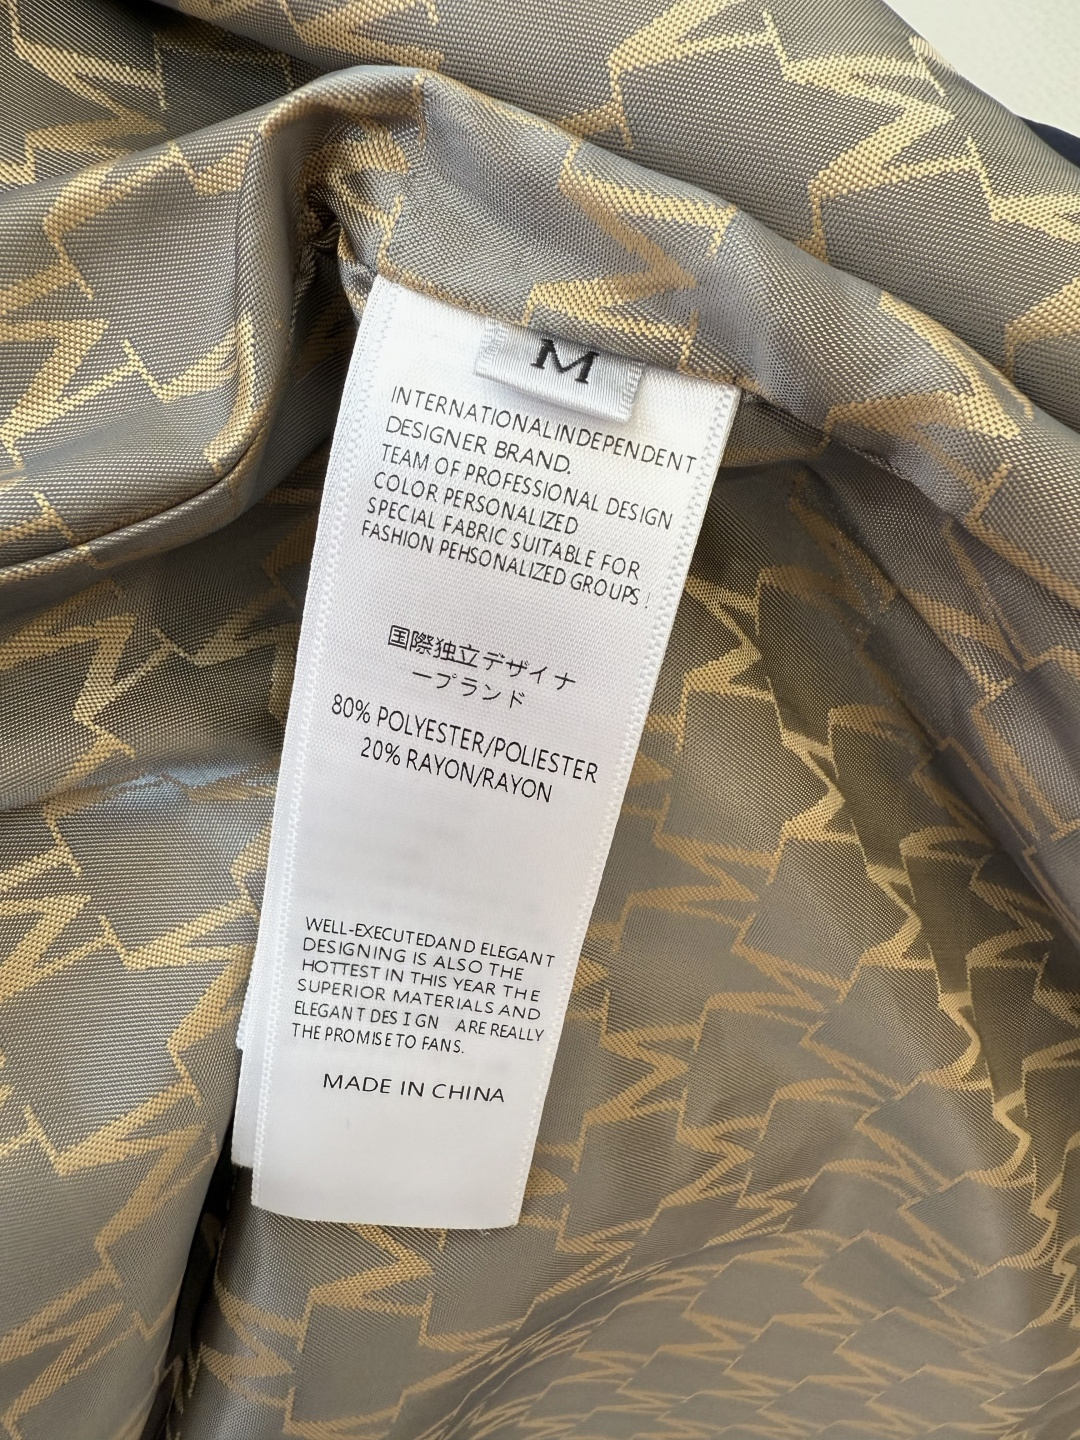 M
INTERNATIONALINDEPENDENT
DESIGNER BRAND.
TEAM OF PROFESSIONAL DESIGN
COLOR PERSONALIZED
SPECIAL FABRIC SUITABLE FOR
FASHION PEHSONALIZED GROUPS !
国際独立デザイナ
ープランド
80% POLYESTER/POLIESTER
20% RAYON/RAYON
WELL-EXECUTEDAND ELEGANT
DESIGNING IS ALSO THE
HOTTEST IN THIS YEAR THE
SUPERIOR MATERIALS AND
ELEGANT DESIGN ARE REALLY
THE PROMISE TO FANS.
MADE IN CHINA